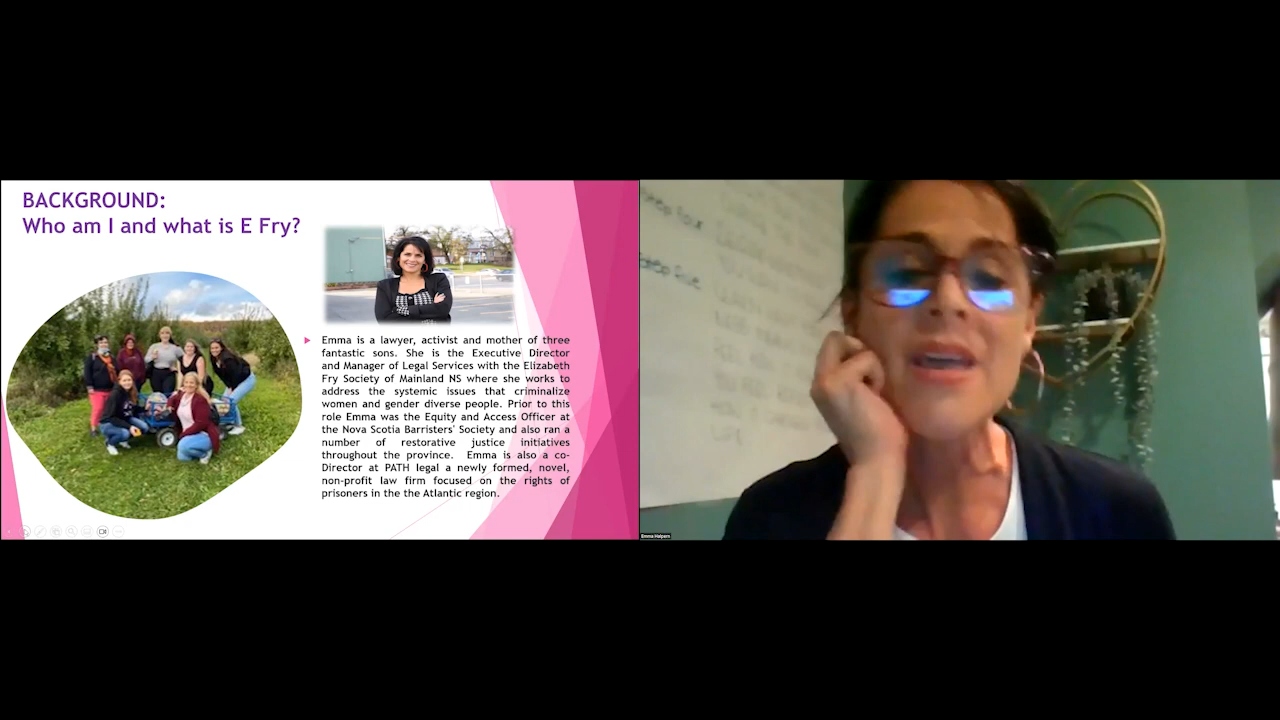 BACKGROUND:
Who am I and what is E Fry?
Emma is a lawyer, activist and mother of three
fantastic sons. She is the Executive Director
and Manager of Legal Services with the Elizabeth
Fry Society of Mainland NS where she works to
address the systemic issues that criminalize
women and gender diverse people. Prior to this
role Emma was the Equity and Access Officer at
the Nova Scotia Barristers' Society and also ran a
number of restorative justice initiatives
throughout the province. Emma is also a co-
Director at PATH legal a newly formed, novel,
non-profit law firm focused on the rights of
prisoners in the the Atlantic region.
Emma Halpern